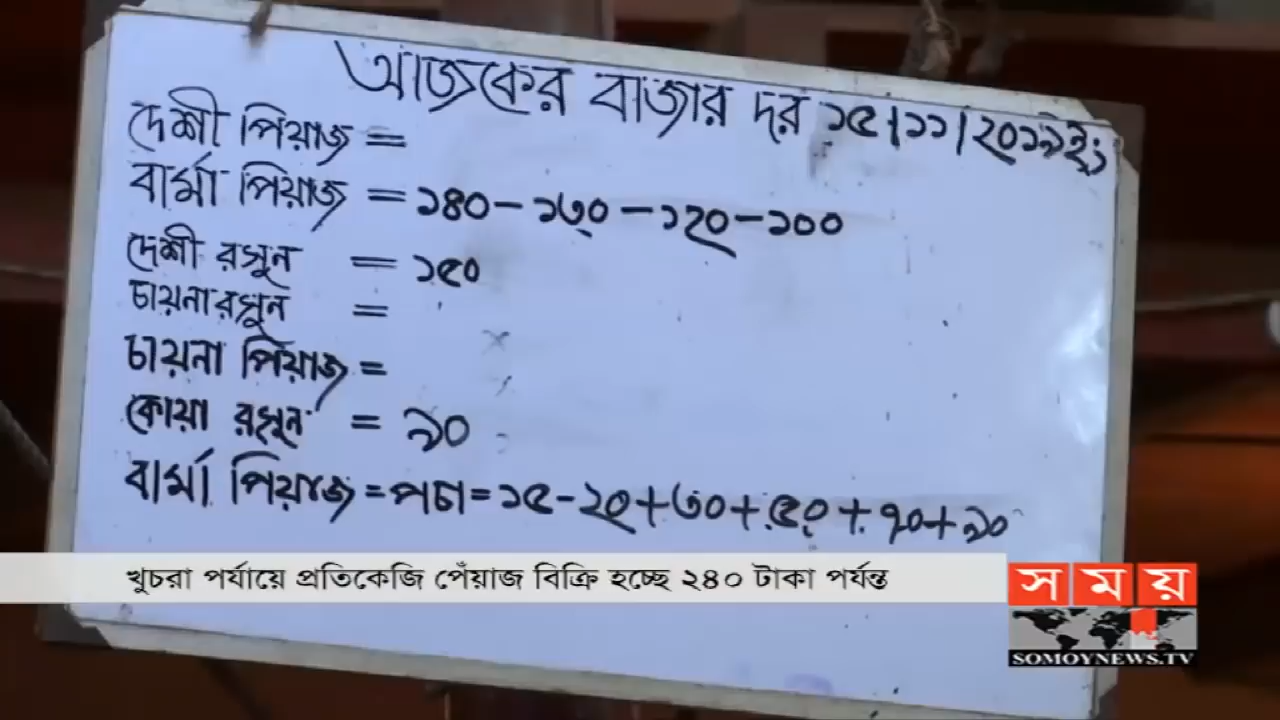 আজকের বাজার দর ১৫/১১/২০১৯ইং
দেশী পিয়াজ =
বার্মা পিয়াজ = ১৪০-১৩০-১২০-১০০
দেশী রসুন = ১৫০
চায়না রসুন =
চায়না পিয়াজ =
কোয়া রসুন = ৯০
বার্মা পিয়াজ = পচা = ১৫-২০+৩০+৫০+৭০+৯০
খুচরা পর্যায়ে প্রতিকেজি পেঁয়াজ বিক্রি হচ্ছে ২৪০ টাকা পর্যন্ত
সময়
SOMOYNEWS.TV